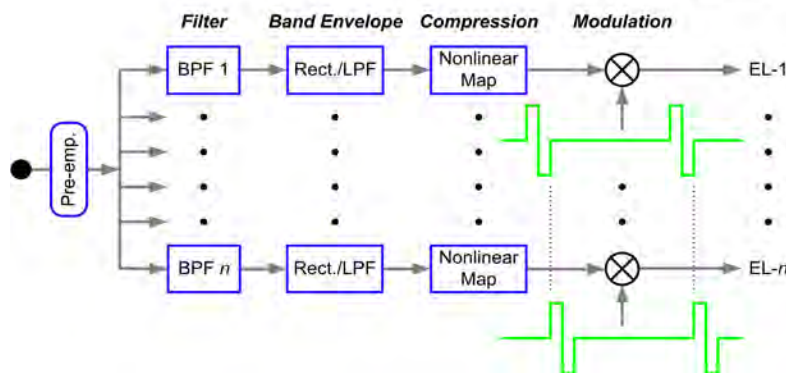 Filter Band Envelope Compression Modulation
BPF 1 Rect./LPF Nonlinear Map EL-1
Pre-emp.
BPF n Rect./LPF Nonlinear Map EL-n